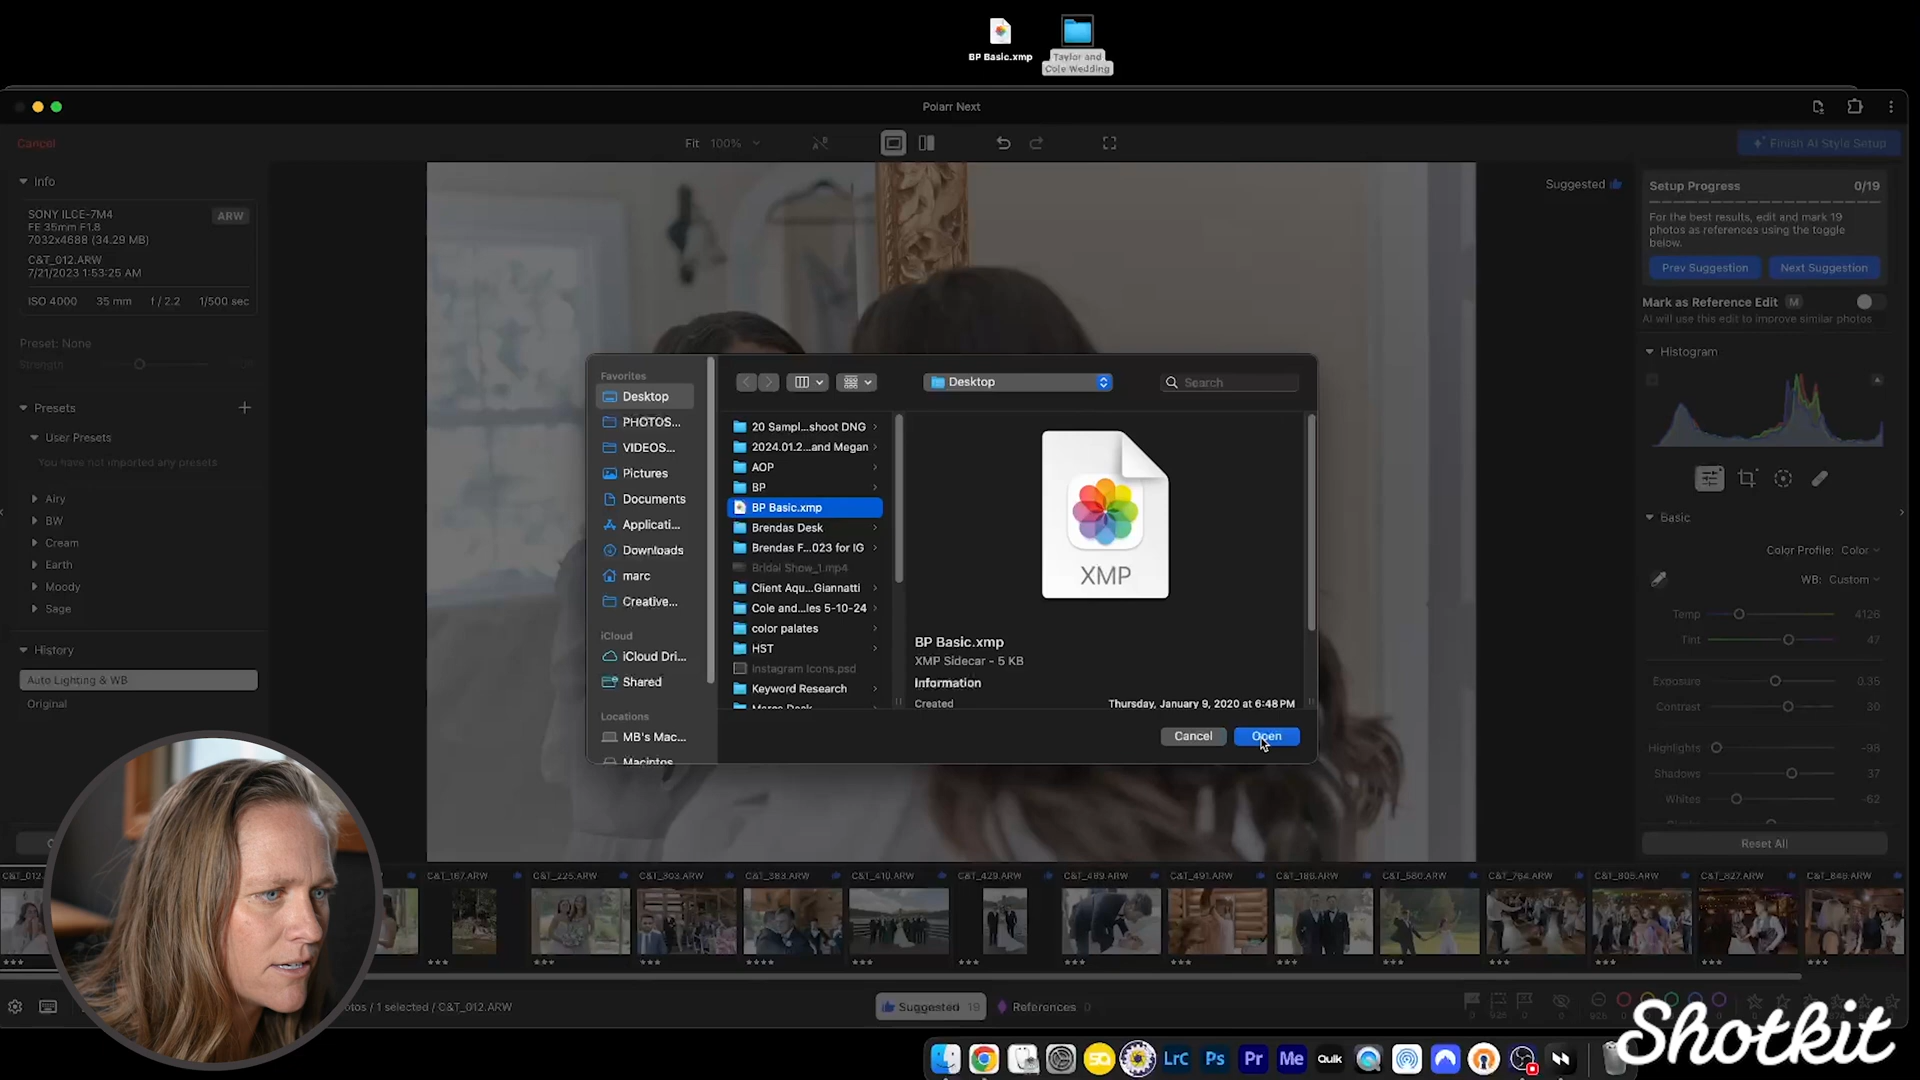 BP Basic.xmp
Taylor and
Cole Wedding
Polarr Next
Cancel
Fit 100%
Finish AI Style Setup
Info
SONY ILCE-7M4
ARW
FE 35mm F1.8
7032x4688 (34.29 MB)
C&T_012.ARW
7/21/2023 1:53:25 AM
ISO 4000 35 mm f / 2.2 1/500 sec
Preset: None
Strength
Presets
User Presets
You have not imported any presets
Airy
BW
Cream
Earth
Moody
Sage
History
Auto Lighting & WB
Original
Suggested
Setup Progress 0/19
For the best results, edit and mark 19
photos as references using the toggle
below.
Prev Suggestion
Next Suggestion
Mark as Reference Edit M
AI will use this edit to improve similar photos
Histogram
Basic
Color Profile: Color
WB: Custom
Temp 4126
Tint 47
Exposure 0.35
Contrast 30
Highlights -98
Shadows 37
Whites -62
Reset All
Favorites
Desktop
PHOTOS...
VIDEOS...
Pictures
Documents
Applicati...
Downloads
marc
Creative...
iCloud
iCloud Dri...
Shared
Locations
MB's Mac...
Macintos
Desktop
Search
20 Sampl...shoot DNG
2024.01.2...and Megan
AOP
BP
BP Basic.xmp
Brendas Desk
Brendas F...023 for IG
Bridal Show_1.mp4
Client Aqu...Giannatti
Cole and...les 5-10-24
color palates
HST
Instagram Icons.psd
Keyword Research
XMP
BP Basic.xmp
XMP Sidecar - 5 KB
Information
Created Thursday, January 9, 2020 at 6:48 PM
Cancel
Open
C&T_012.
C&T_167.ARW
C&T_225.ARW
C&T_303.ARW
C&T_383.ARW
C&T_410.ARW
C&T_429.ARW
C&T_489.ARW
C&T_491.ARW
C&T_186.ARW
C&T_580.ARW
C&T_764.ARW
C&T_805.ARW
C&T_827.ARW
C&T_848.ARW
otos / 1 selected / C&T_012.ARW
Suggested 19
References 0
LrC
Ps
Pr
Me
Quik
Shotkit